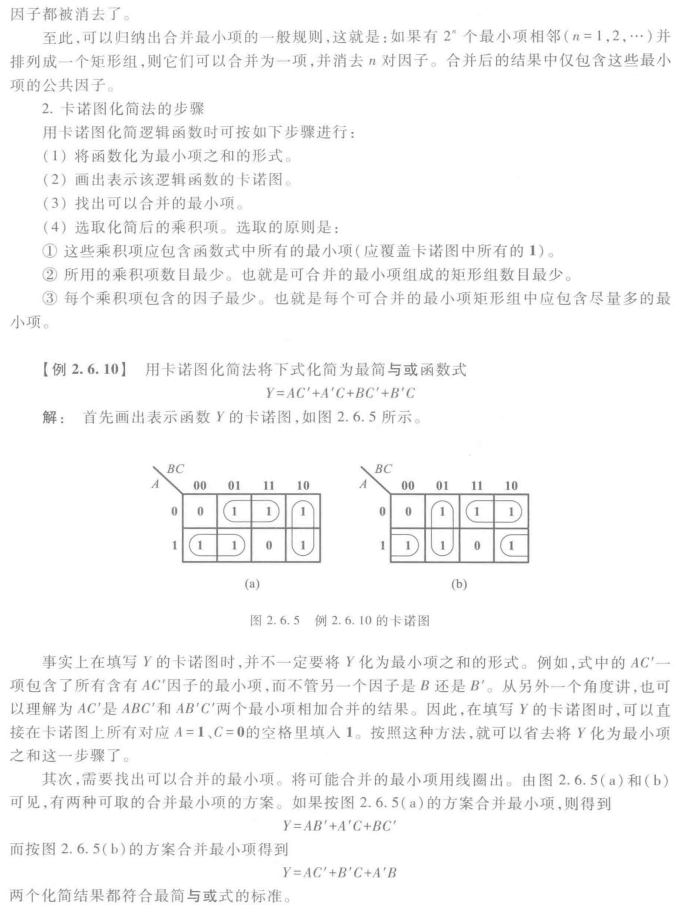 因子都被消去了。
至此,可以归纳出合并最小项的一般规则,这就是:如果有 2ⁿ 个最小项相邻(n=1,2,…)并
排列成一个矩形组,则它们可以合并为一项,并消去 n 对因子。合并后的结果中仅包含这些最小
项的公共因子。
2. 卡诺图化简法的步骤
用卡诺图化简逻辑函数时可按如下步骤进行:
(1) 将函数化为最小项之和的形式。
(2) 画出表示该逻辑函数的卡诺图。
(3) 找出可以合并的最小项。
(4) 选取化简后的乘积项。选取的原则是:
① 这些乘积项应包含函数式中所有的最小项(应覆盖卡诺图中所有的 1)。
② 所用的乘积项数目最少。也就是可合并的最小项组成的矩形组数目最少。
③ 每个乘积项包含的因子最少。也就是每个可合并的最小项矩形组中应包含尽量多的最
小项。
【例 2.6.10】 用卡诺图化简法将下式化简为最简与或函数式
Y=AC'+A'C+BC'+B'C
解: 首先画出表示函数 Y 的卡诺图,如图 2.6.5 所示。
BC
A
00 01 11 10
0 0 1 1 1
1 1 1 0 1
(a)
BC
A
00 01 11 10
0 0 1 1 1
1 1 1 0 1
(b)
图 2.6.5 例 2.6.10 的卡诺图
事实上在填写 Y 的卡诺图时,并不一定要将 Y 化为最小项之和的形式。例如,式中的 AC'一
项包含了所有含有 AC'因子的最小项,而不管另一个因子是 B 还是 B'。从另外一个角度讲,也可
以理解为 AC'是 ABC'和 AB'C'两个最小项相加合并的结果。因此,在填写 Y 的卡诺图时,可以直
接在卡诺图上所有对应 A=1、C=0的空格里填入 1。按照这种方法,就可以省去将 Y 化为最小项
之和这一步骤了。
其次,需要找出可以合并的最小项。将可能合并的最小项用线圈出。由图 2.6.5(a)和(b)
可见,有两种可取的合并最小项的方案。如果按图 2.6.5(a)的方案合并最小项,则得到
Y=AB'+A'C+BC'
而按图 2.6.5(b)的方案合并最小项得到
Y=AC'+B'C+A'B
两个化简结果都符合最简与或式的标准。